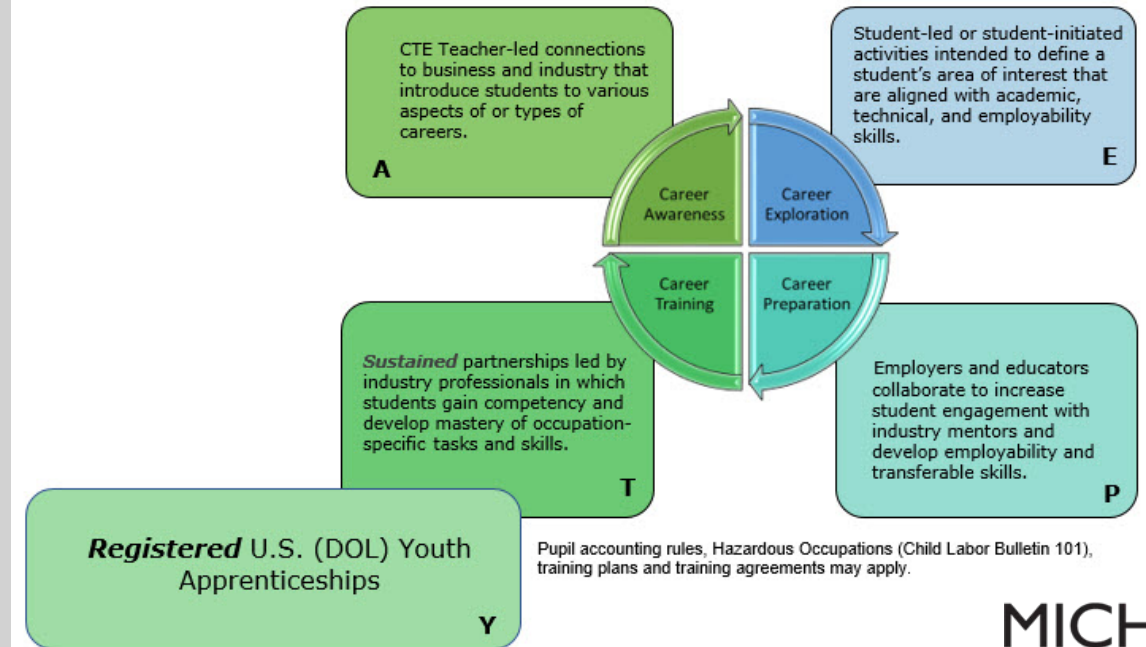 CTE Teacher-led connections
to business and industry that
introduce students to various
aspects of or types of
careers.
A
Student-led or student-initiated
activities intended to define a
student's area of interest that
are aligned with academic,
technical, and employability
skills.
E
Career
Awareness
Career
Exploration
Career
Training
Career
Preparation
Sustained partnerships led by
industry professionals in which
students gain competency and
develop mastery of occupation-
specific tasks and skills.
T
Employers and educators
collaborate to increase
student engagement with
industry mentors and
develop employability and
transferable skills.
P
Registered U.S. (DOL) Youth
Apprenticeships
Y
Pupil accounting rules, Hazardous Occupations (Child Labor Bulletin 101),
training plans and training agreements may apply.
MICH